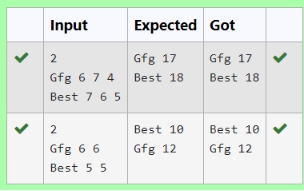 Input Expected Got
2 Gfg 17 Gfg 17
Gfg 6 7 4 Best 18 Best 18
Best 7 6 5
2 Best 10 Best 10
Gfg 6 6 Gfg 12 Gfg 12
Best 5 5